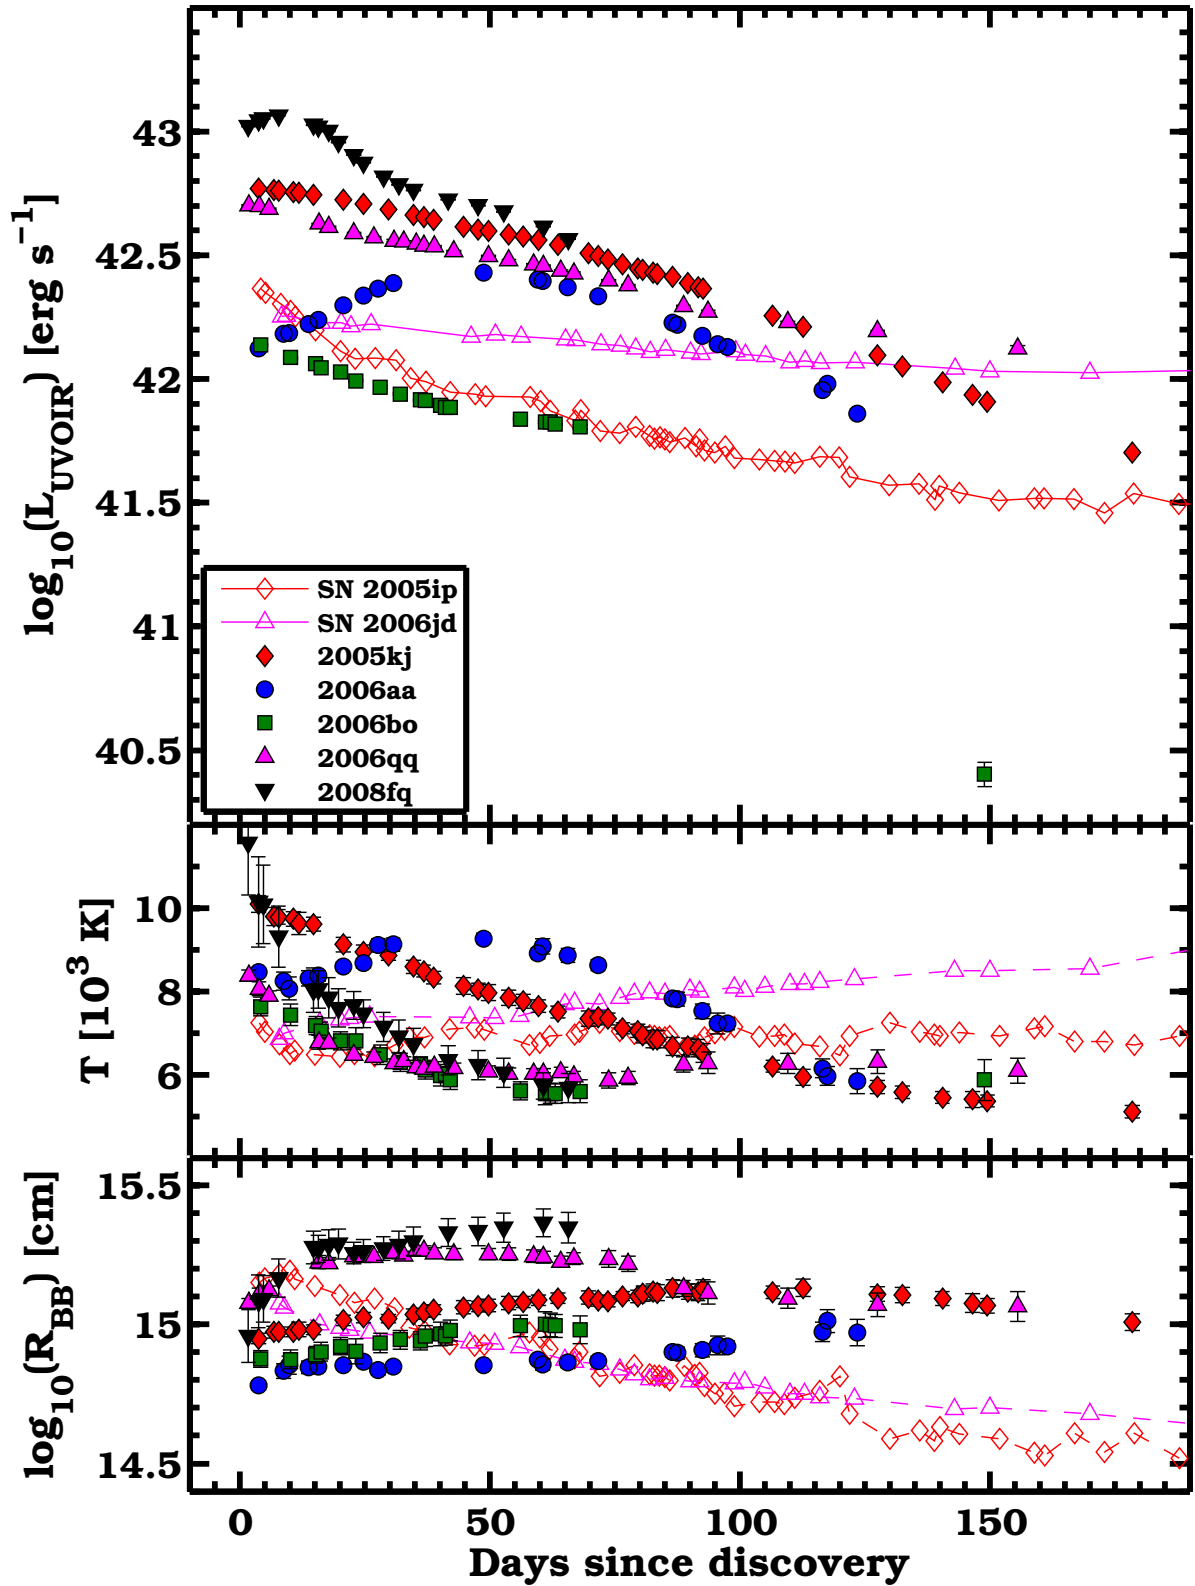 43
42.5
42
41.5
41
40.5
log₁₀(L_UVOIR) [erg s⁻¹]
SN 2005ip
SN 2006jd
2005kj
2006aa
2006bo
2006qq
2008fq
10
8
6
T [10³ K]
15.5
15
14.5
log₁₀(R_BB) [cm]
0 50 100 150
Days since discovery